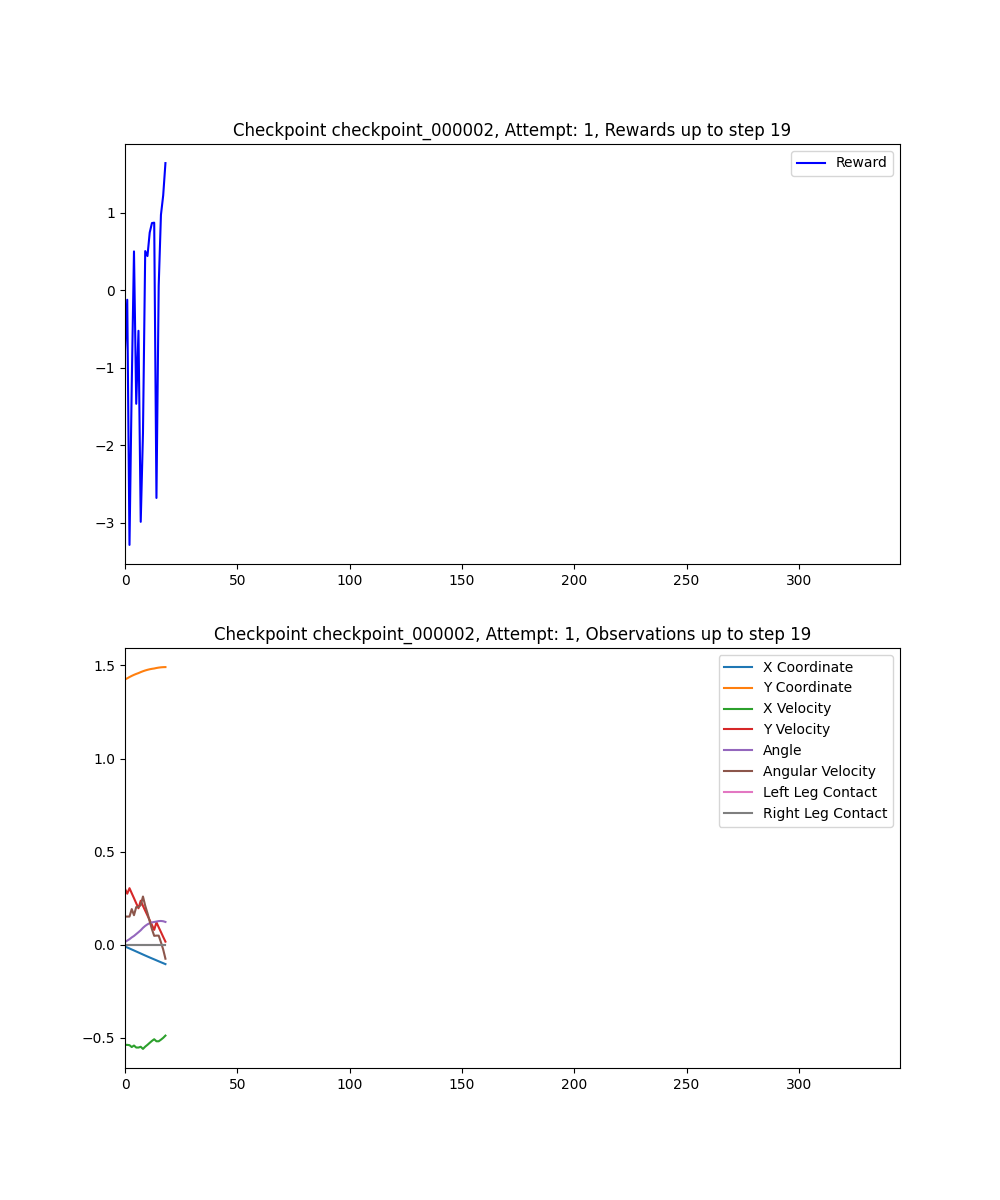 Checkpoint checkpoint_000002, Attempt: 1, Rewards up to step 19
Reward
1
0
−1
−2
−3
0 50 100 150 200 250 300
Checkpoint checkpoint_000002, Attempt: 1, Observations up to step 19
X Coordinate
Y Coordinate
X Velocity
Y Velocity
Angle
Angular Velocity
Left Leg Contact
Right Leg Contact
1.5
1.0
0.5
0.0
−0.5
0 50 100 150 200 250 300